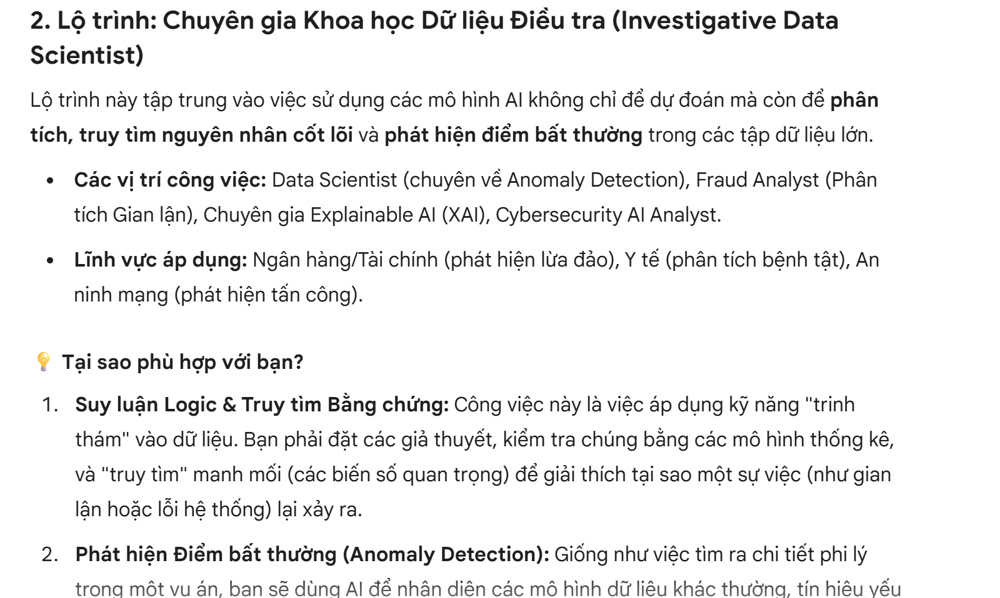 2. Lộ trình: Chuyên gia Khoa học Dữ liệu Điều tra (Investigative Data
Scientist)
Lộ trình này tập trung vào việc sử dụng các mô hình AI không chỉ để dự đoán mà còn để phân
tích, truy tìm nguyên nhân cốt lõi và phát hiện điểm bất thường trong các tập dữ liệu lớn.
• Các vị trí công việc: Data Scientist (chuyên về Anomaly Detection), Fraud Analyst (Phân
tích Gian lận), Chuyên gia Explainable AI (XAI), Cybersecurity AI Analyst.
• Lĩnh vực áp dụng: Ngân hàng/Tài chính (phát hiện lừa đảo), Y tế (phân tích bệnh tật), An
ninh mạng (phát hiện tấn công).
💡 Tại sao phù hợp với bạn?
1. Suy luận Logic & Truy tìm Bằng chứng: Công việc này là việc áp dụng kỹ năng "trinh
thám" vào dữ liệu. Bạn phải đặt các giả thuyết, kiểm tra chúng bằng các mô hình thống kê,
và "truy tìm" manh mối (các biến số quan trọng) để giải thích tại sao một sự việc (như gian
lận hoặc lỗi hệ thống) lại xảy ra.
2. Phát hiện Điểm bất thường (Anomaly Detection): Giống như việc tìm ra chi tiết phi lý
trong một vụ án, bạn sẽ dùng AI để nhận diện các mô hình dữ liệu khác thường, tín hiệu yếu